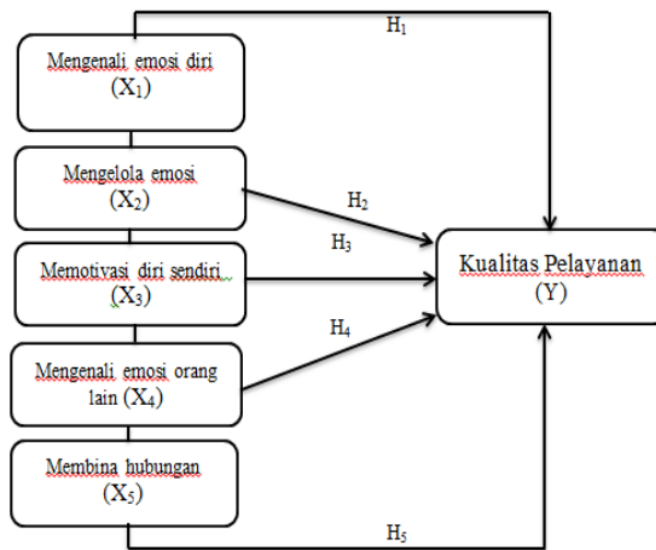 H₁
Mengenali emosi diri
(X₁)
Mengelola emosi
(X₂)
H₂
H₃
Memotivasi diri sendiri
(X₃)
Kualitas Pelayanan
(Y)
H₄
Mengenali emosi orang
lain (X₄)
Membina hubungan
(X₅)
H₅